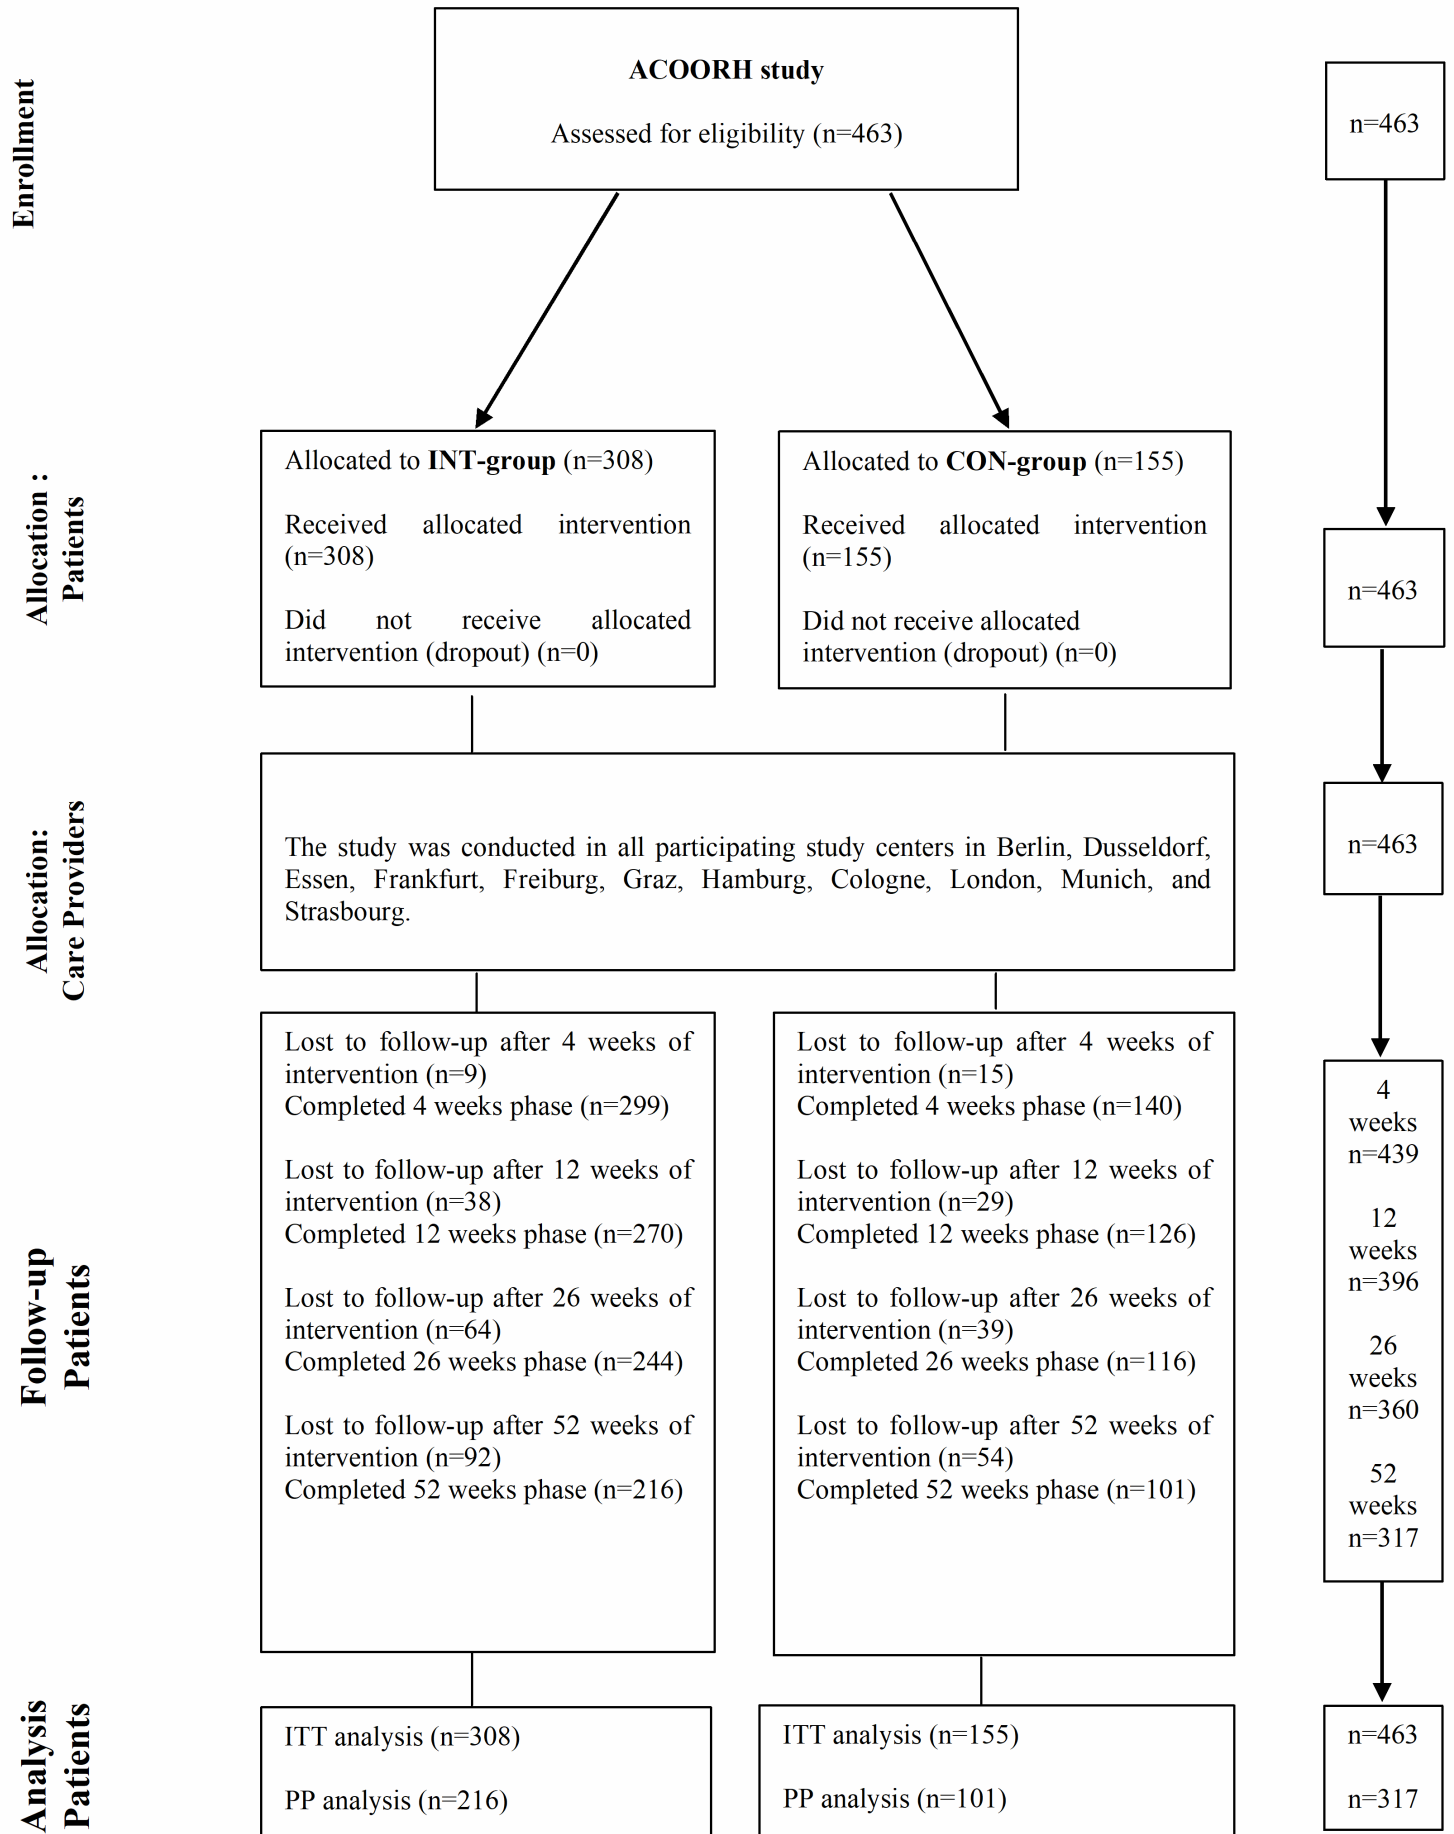 Enrollment
ACOORH study
Assessed for eligibility (n=463)
n=463
Allocation :
Patients
Allocated to INT-group (n=308)
Received allocated intervention
(n=308)
Did not receive allocated
intervention (dropout) (n=0)
Allocated to CON-group (n=155)
Received allocated intervention
(n=155)
Did not receive allocated
intervention (dropout) (n=0)
n=463
Allocation:
Care Providers
The study was conducted in all participating study centers in Berlin, Dusseldorf,
Essen, Frankfurt, Freiburg, Graz, Hamburg, Cologne, London, Munich, and
Strasbourg.
n=463
Follow-up
Patients
Lost to follow-up after 4 weeks of
intervention (n=9)
Completed 4 weeks phase (n=299)
Lost to follow-up after 12 weeks of
intervention (n=38)
Completed 12 weeks phase (n=270)
Lost to follow-up after 26 weeks of
intervention (n=64)
Completed 26 weeks phase (n=244)
Lost to follow-up after 52 weeks of
intervention (n=92)
Completed 52 weeks phase (n=216)
Lost to follow-up after 4 weeks of
intervention (n=15)
Completed 4 weeks phase (n=140)
Lost to follow-up after 12 weeks of
intervention (n=29)
Completed 12 weeks phase (n=126)
Lost to follow-up after 26 weeks of
intervention (n=39)
Completed 26 weeks phase (n=116)
Lost to follow-up after 52 weeks of
intervention (n=54)
Completed 52 weeks phase (n=101)
4
weeks
n=439
12
weeks
n=396
26
weeks
n=360
52
weeks
n=317
Analysis
Patients
ITT analysis (n=308)
PP analysis (n=216)
ITT analysis (n=155)
PP analysis (n=101)
n=463
n=317